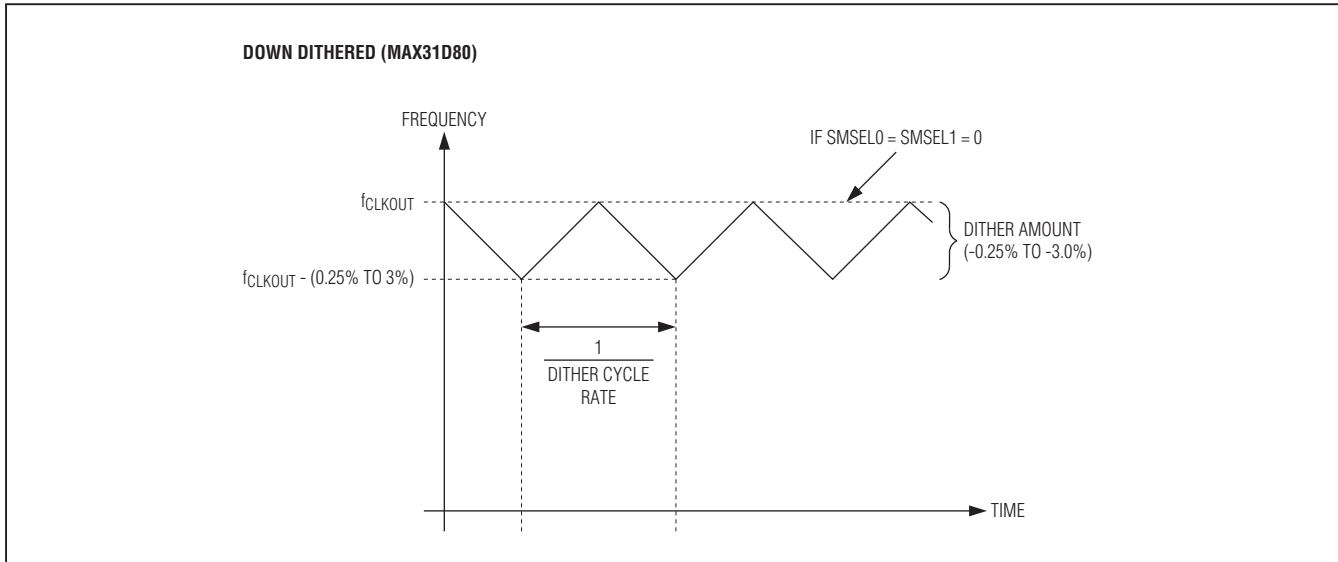 DOWN DITHERED (MAX31D80)
FREQUENCY
IF SMSEL0 = SMSEL1 = 0
fCLKOUT
DITHER AMOUNT
(-0.25% TO -3.0%)
fCLKOUT - (0.25% TO 3%)
1
DITHER CYCLE
RATE
TIME